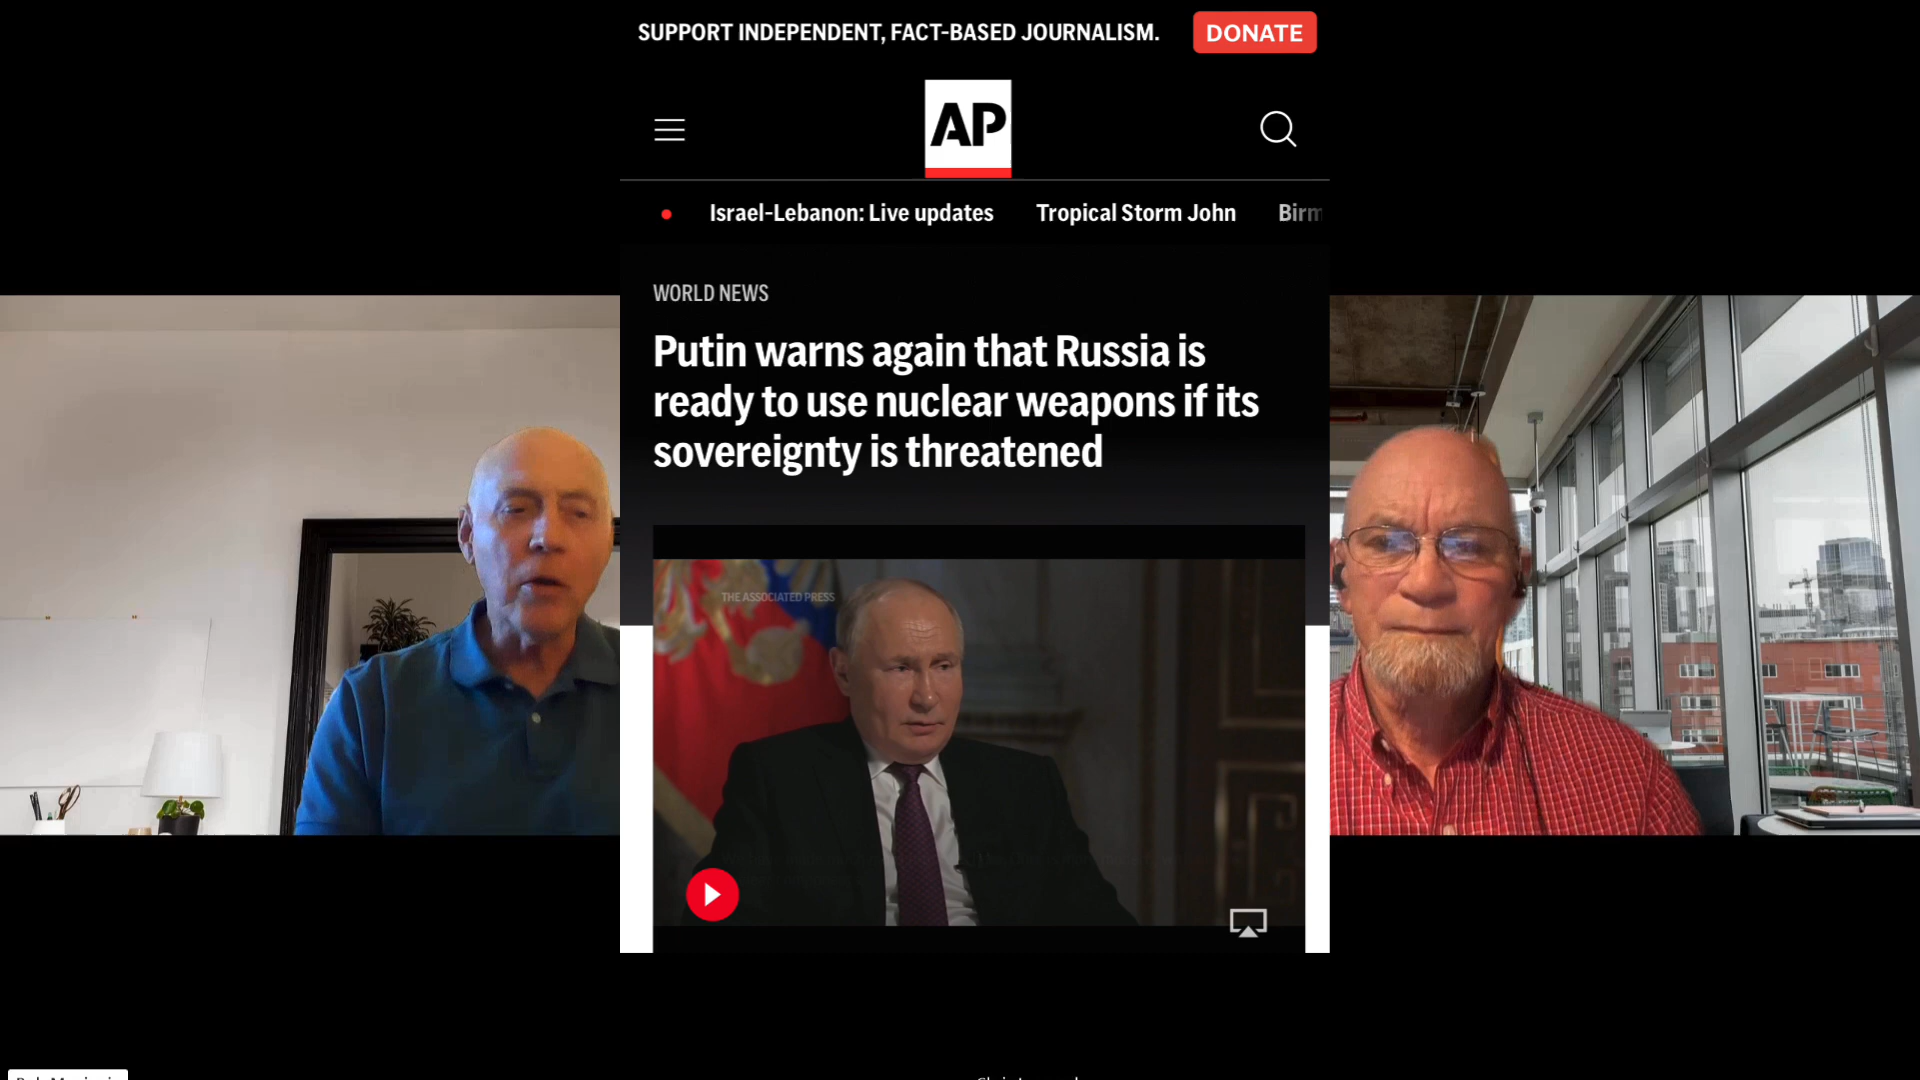 SUPPORT INDEPENDENT, FACT-BASED JOURNALISM.
DONATE
AP
Israel-Lebanon: Live updates
Tropical Storm John
Birm
WORLD NEWS
Putin warns again that Russia is
ready to use nuclear weapons if its
sovereignty is threatened
THE ASSOCIATED PRESS